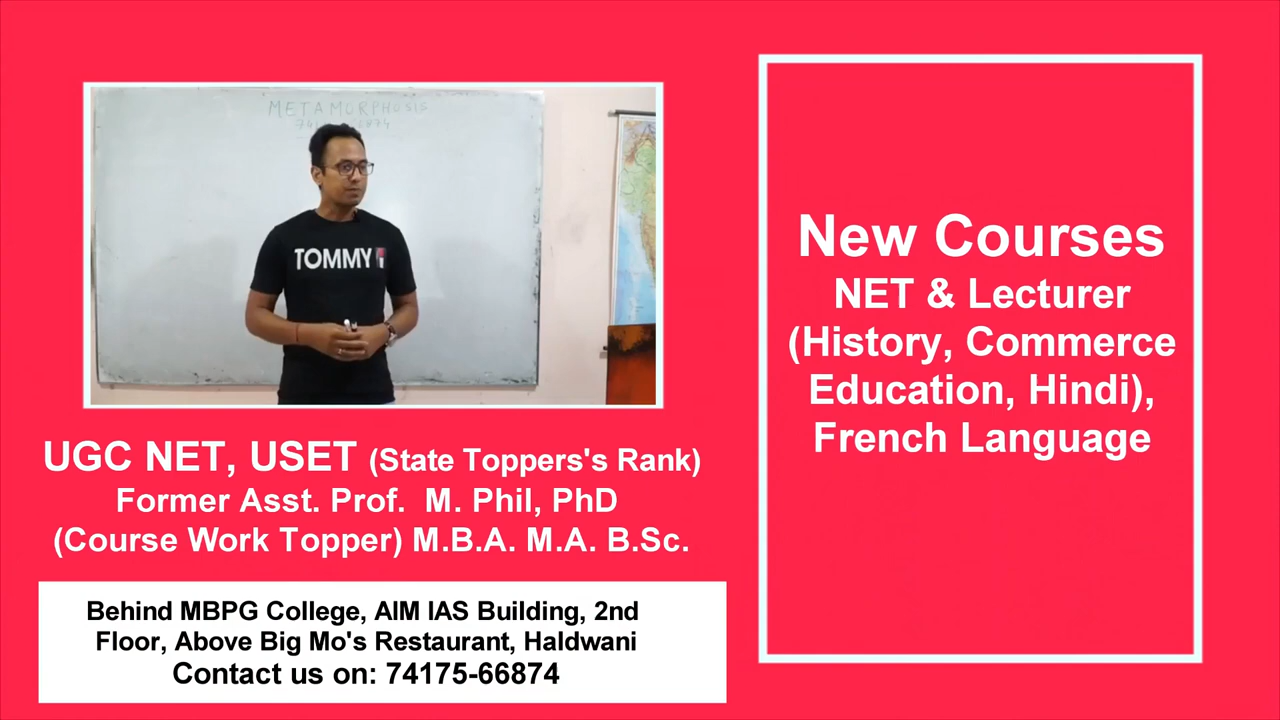 METAMORPHOSIS
TOMMY
UGC NET, USET (State Toppers's Rank)
Former Asst. Prof. M. Phil, PhD
(Course Work Topper) M.B.A. M.A. B.Sc.
Behind MBPG College, AIM IAS Building, 2nd
Floor, Above Big Mo's Restaurant, Haldwani
Contact us on: 74175-66874
New Courses
NET & Lecturer
(History, Commerce
Education, Hindi),
French Language